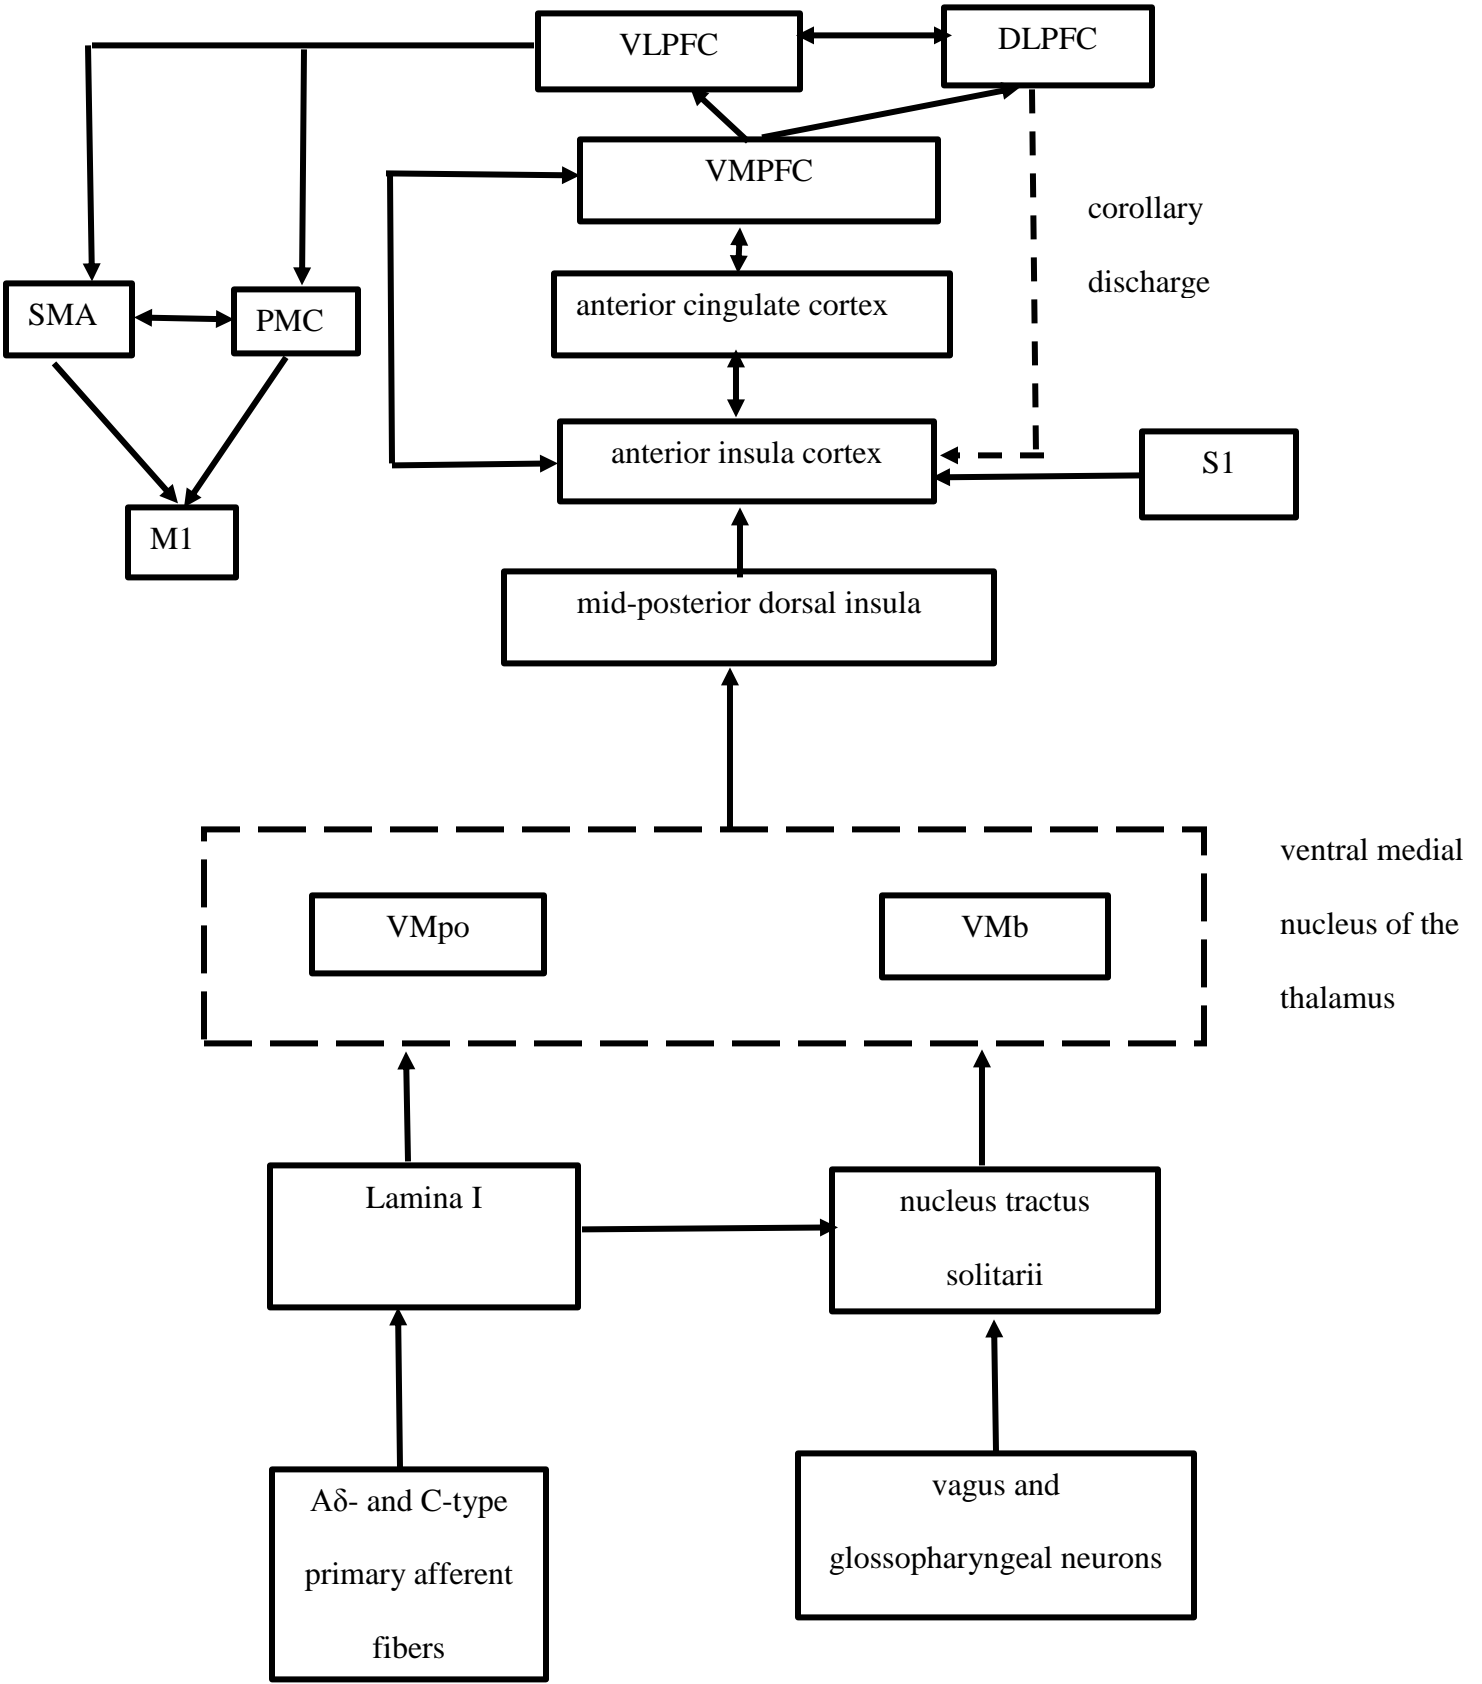 VLPFC
DLPFC
VMPFC
corollary
discharge
SMA
PMC
anterior cingulate cortex
anterior insula cortex
S1
M1
mid-posterior dorsal insula
ventral medial
nucleus of the
thalamus
VMpo
VMb
Lamina I
nucleus tractus
solitarii
Aδ- and C-type
primary afferent
fibers
vagus and
glossopharyngeal neurons